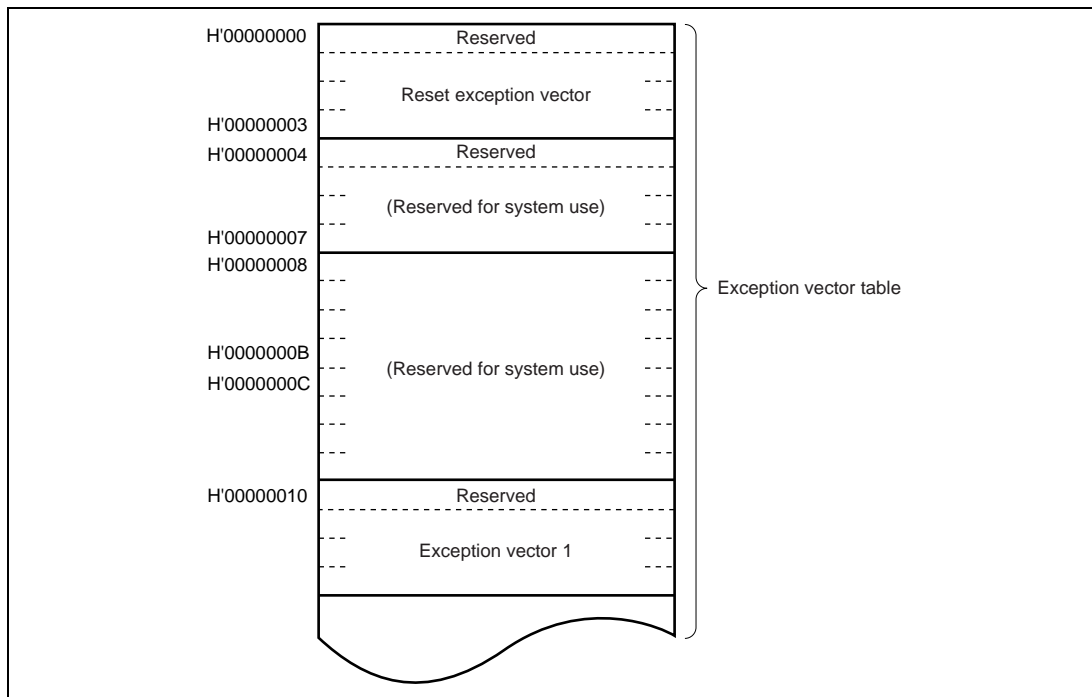 H'00000000
Reserved
Reset exception vector
H'00000003
H'00000004
Reserved
(Reserved for system use)
H'00000007
H'00000008
Exception vector table
H'0000000B
(Reserved for system use)
H'0000000C
H'00000010
Reserved
Exception vector 1